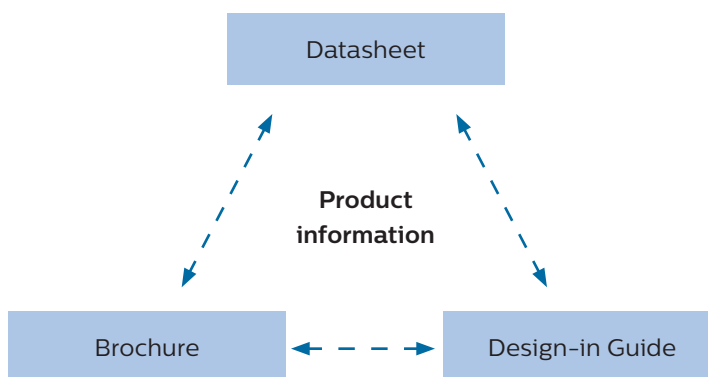 Datasheet
Product
information
Brochure
Design-in Guide